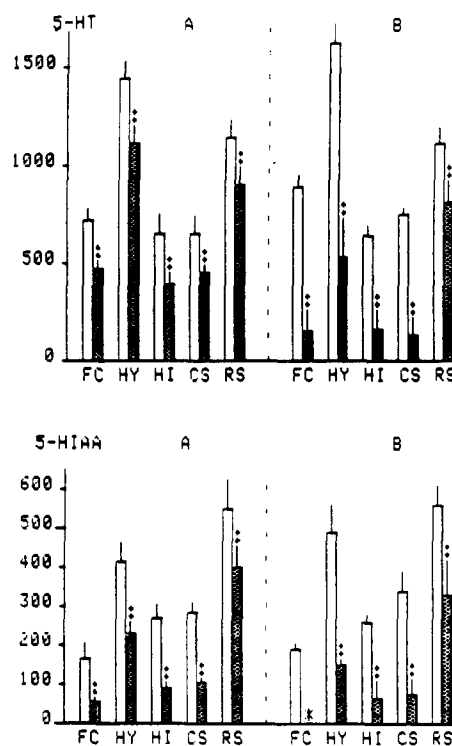 5-HT A B
1500
1000
500
0
FC HY HI CS RS FC HY HI CS RS
5-HIAA A B
600
500
400
300
200
100
0
FC HY HI CS RS FC HY HI CS RS